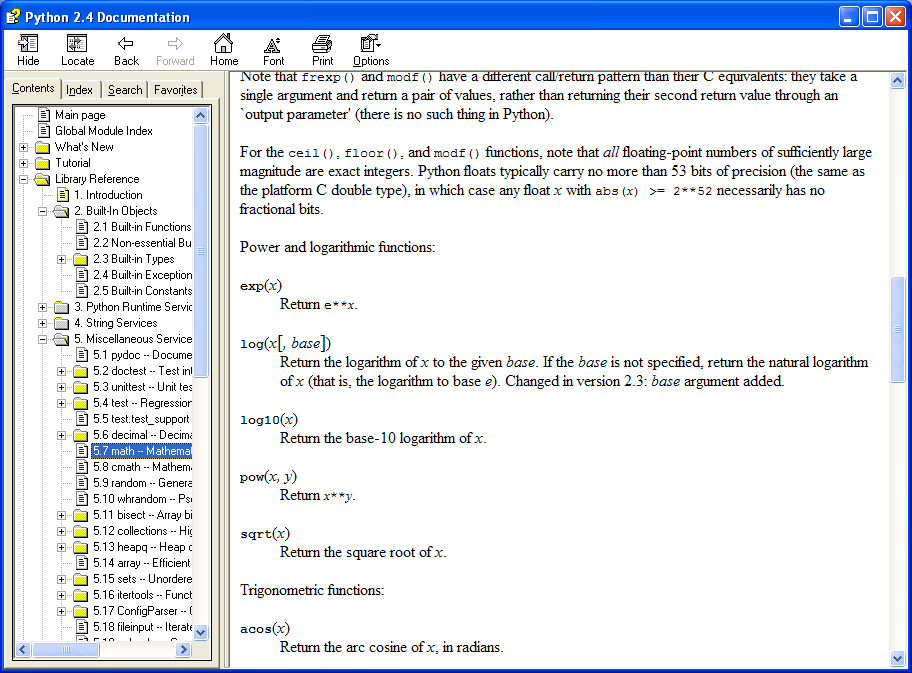 Python 2.4 Documentation
Hide Locate Back Forward Home Font Print Options
Contents Index Search Favorites
Main page
Global Module Index
What's New
Tutorial
Library Reference
1. Introduction
2. Built-In Objects
2.1 Built-in Functions
2.2 Non-essential Bu
2.3 Built-in Types
2.4 Built-in Exception
2.5 Built-in Constants
3. Python Runtime Servic
4. String Services
5. Miscellaneous Service
5.1 pydoc -- Docume
5.2 doctest -- Test int
5.3 unittest -- Unit tes
5.4 test -- Regression
5.5 test.test_support
5.6 decimal -- Decima
5.7 math -- Mathemat
5.8 cmath -- Mathema
5.9 random -- Genera
5.10 whrandom -- Pse
5.11 bisect -- Array bi
5.12 collections -- Hig
5.13 heapq -- Heap q
5.14 array -- Efficient
5.15 sets -- Unordere
5.16 itertools -- Funct
5.17 ConfigParser -- C
5.18 fileinput -- Iterate
Note that frexp() and modf() have a different call/return pattern than their C equivalents: they take a
single argument and return a pair of values, rather than returning their second return value through an
`output parameter' (there is no such thing in Python).
For the ceil(), floor(), and modf() functions, note that all floating-point numbers of sufficiently large
magnitude are exact integers. Python floats typically carry no more than 53 bits of precision (the same as
the platform C double type), in which case any float x with abs(x) >= 2**52 necessarily has no
fractional bits.
Power and logarithmic functions:
exp(x)
Return e**x.
log(x[, base])
Return the logarithm of x to the given base. If the base is not specified, return the natural logarithm
of x (that is, the logarithm to base e). Changed in version 2.3: base argument added.
log10(x)
Return the base-10 logarithm of x.
pow(x, y)
Return x**y.
sqrt(x)
Return the square root of x.
Trigonometric functions:
acos(x)
Return the arc cosine of x, in radians.